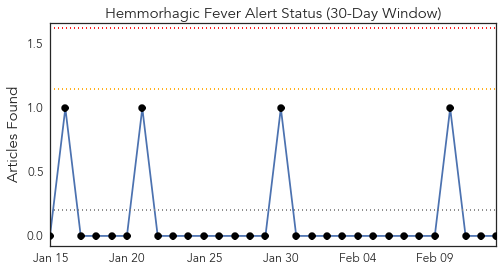 Hemmorhagic Fever Alert Status (30-Day Window)
Articles Found
1.5
1.0
0.5
0.0
Jan 15 Jan 20 Jan 25 Jan 30 Feb 04 Feb 09